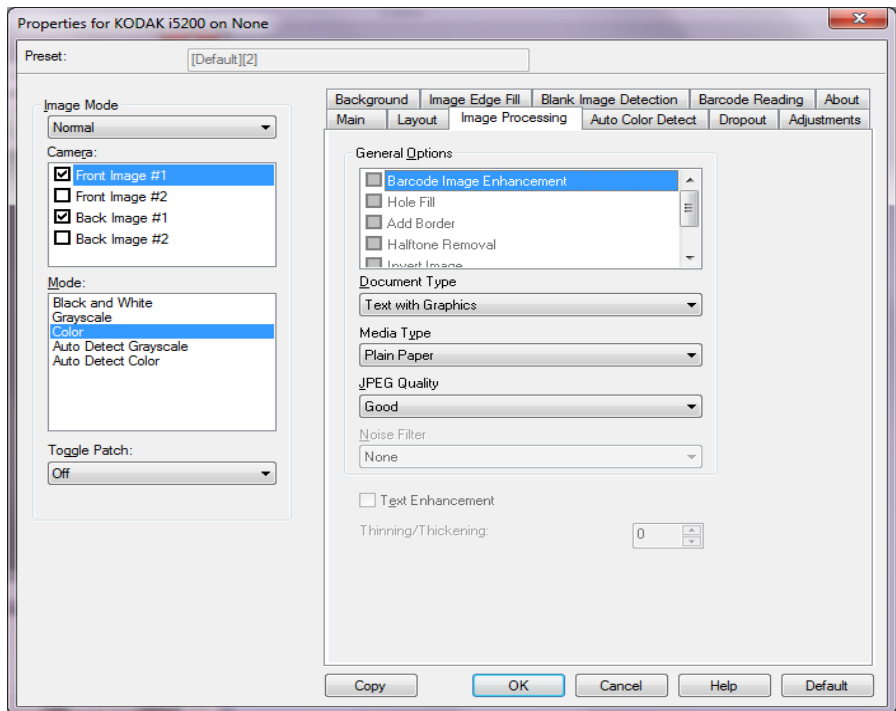 Properties for KODAK i5200 on None
Preset:
[Default][2]
Image Mode
Normal
Camera:
Front Image #1
Front Image #2
Back Image #1
Back Image #2
Mode:
Black and White
Grayscale
Color
Auto Detect Grayscale
Auto Detect Color
Toggle Patch:
Off
Background Image Edge Fill Blank Image Detection Barcode Reading About
Main Layout Image Processing Auto Color Detect Dropout Adjustments
General Options
Barcode Image Enhancement
Hole Fill
Add Border
Halftone Removal
Invert Image
Document Type
Text with Graphics
Media Type
Plain Paper
JPEG Quality
Good
Noise Filter
None
Text Enhancement
Thinning/Thickening:
0
Copy OK Cancel Help Default